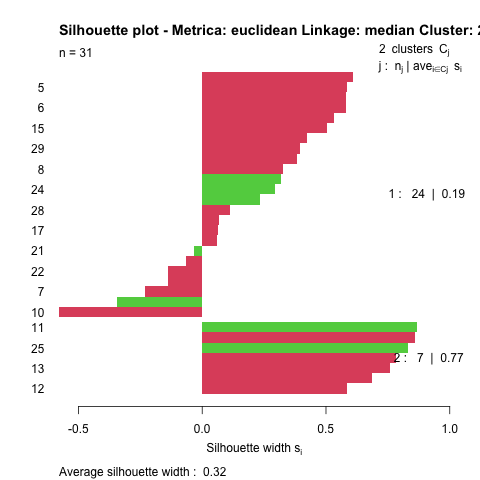 Silhouette plot - Metrica: euclidean Linkage: median Cluster: 2
n = 31
2 clusters Cj
j : nj | avei∈Cj si
5
6
15
29
8
24
1 : 24 | 0.19
28
17
21
22
7
10
11
25
2 : 7 | 0.77
13
12
-0.5 0.0 0.5 1.0
Silhouette width si
Average silhouette width : 0.32